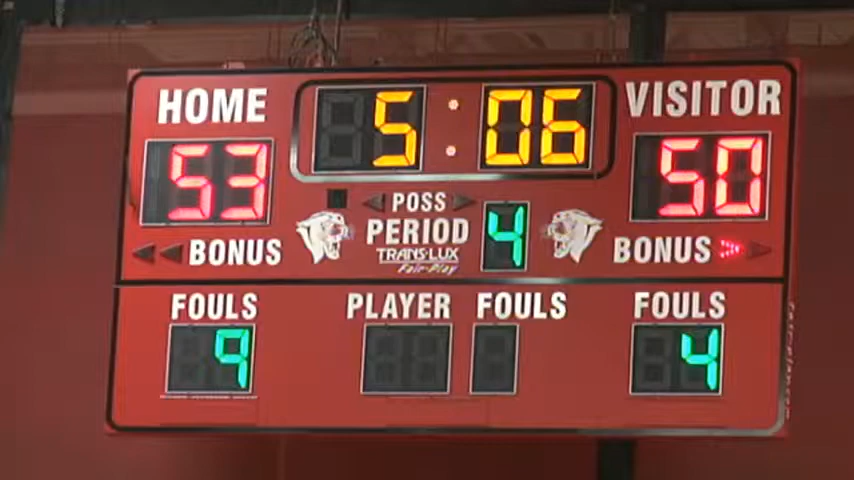 HOME 5:06 VISITOR
53 50
POSS
PERIOD 4
TRANS-LUX
Fair-Play
BONUS BONUS
FOULS PLAYER FOULS FOULS
9 4